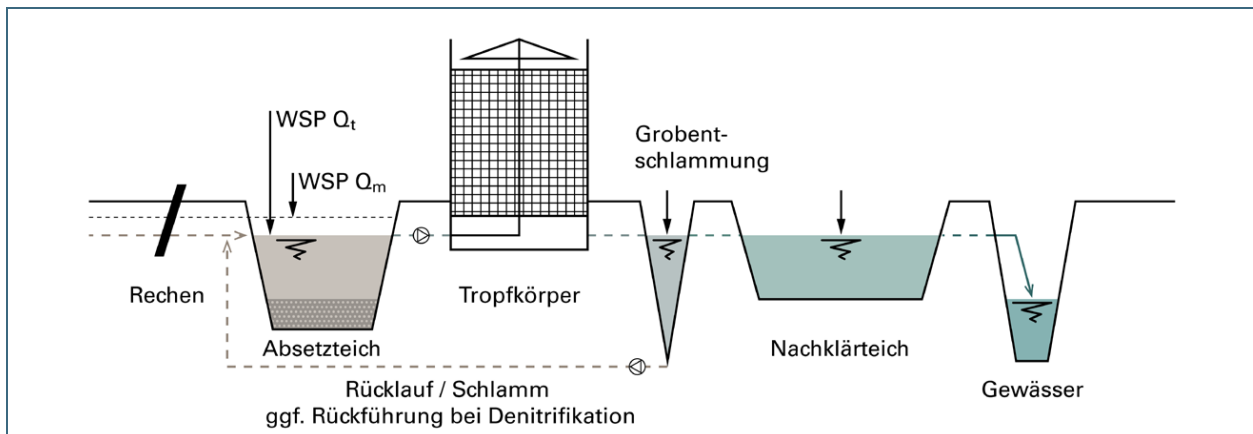 WSP Qt
WSP Qm
Grobent-
schlammung
Rechen
Absetzteich
Tropfkörper
Nachklärteich
Gewässer
Rücklauf / Schlamm
ggf. Rückführung bei Denitrifikation